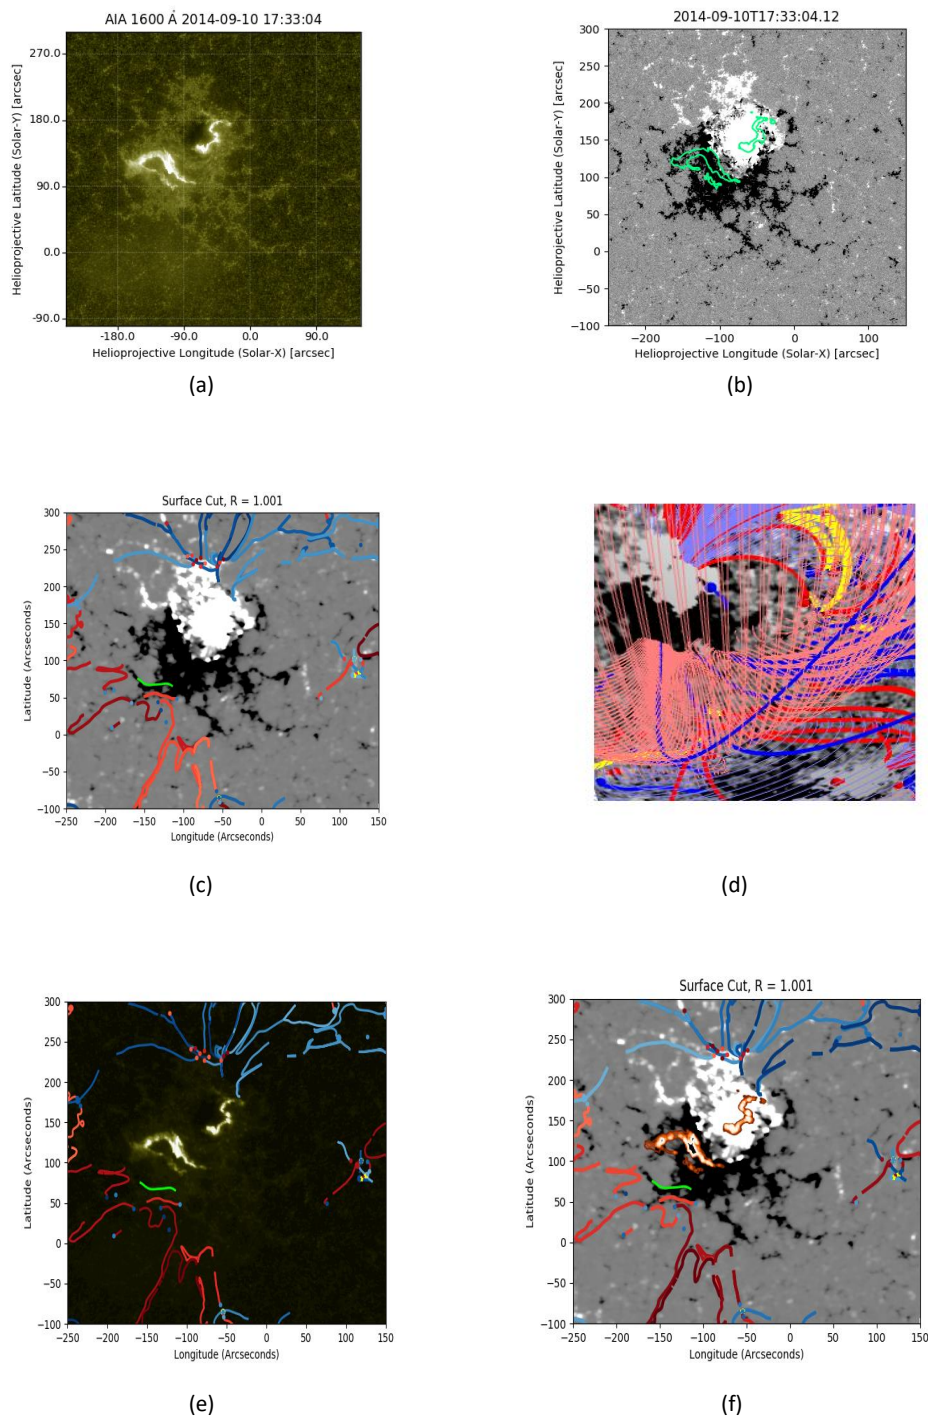 AIA 1600 Å 2014-09-10 17:33:04
Helioprojective Latitude (Solar-Y) [arcsec]
270.0
180.0
90.0
0.0
-90.0
-180.0 -90.0 0.0 90.0
Helioprojective Longitude (Solar-X) [arcsec]
(a)
2014-09-10T17:33:04.12
Helioprojective Latitude (Solar-Y) [arcsec]
300
250
200
150
100
50
0
−50
−100
−200 −100 0 100
Helioprojective Longitude (Solar-X) [arcsec]
(b)
Surface Cut, R = 1.001
Latitude (Arcseconds)
300
250
200
150
100
50
0
−50
−100
−250 −200 −150 −100 −50 0 50 100 150
Longitude (Arcseconds)
(c)
(d)
Latitude (Arcseconds)
300
250
200
150
100
50
0
−50
−100
−250 −200 −150 −100 −50 0 50 100 150
Longitude (Arcseconds)
(e)
Surface Cut, R = 1.001
Latitude (Arcseconds)
300
250
200
150
100
50
0
−50
−100
−250 −200 −150 −100 −50 0 50 100 150
Longitude (Arcseconds)
(f)